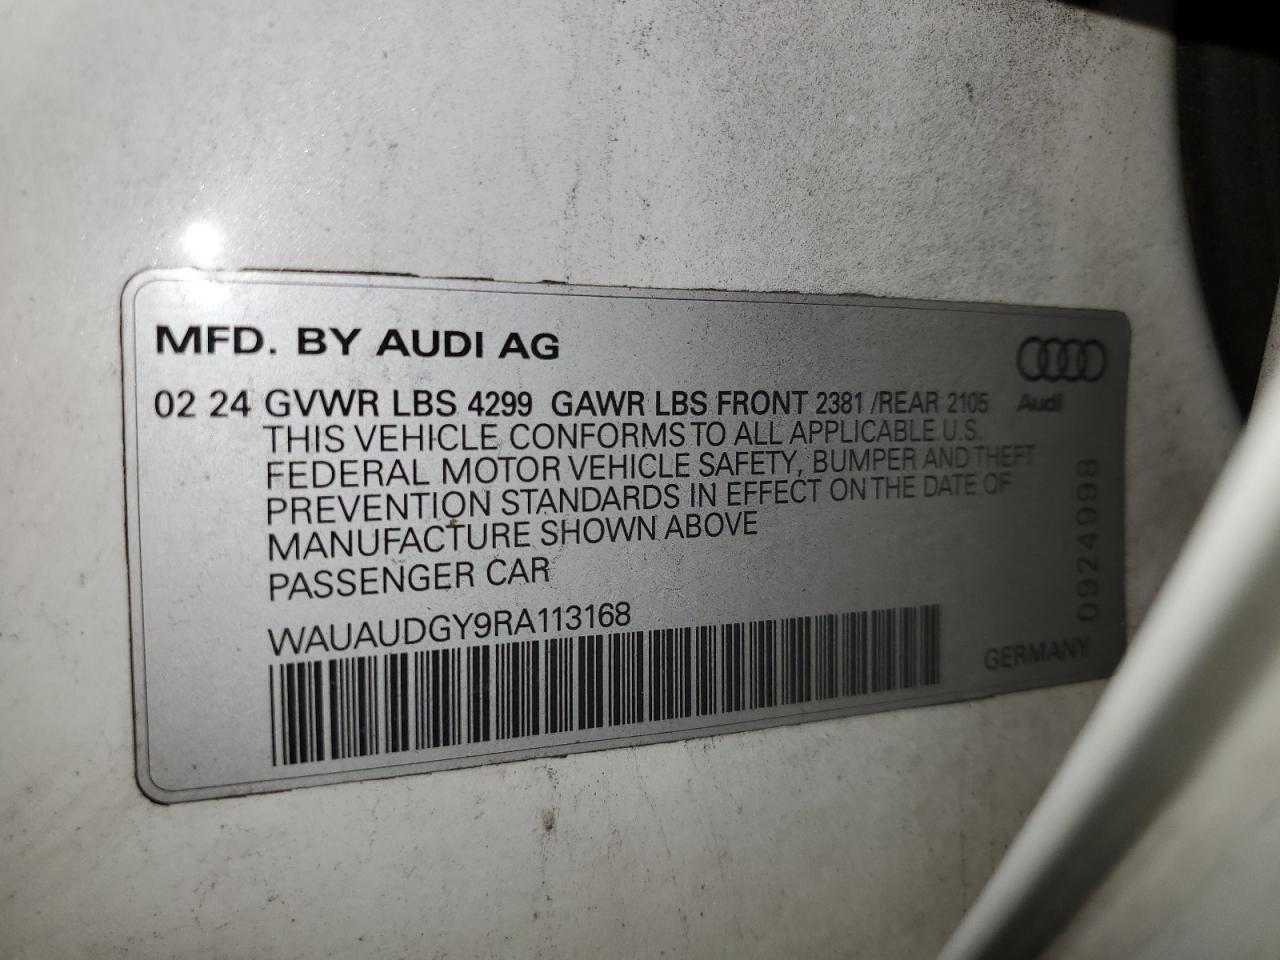 MFD. BY AUDI AG
02 24 GVWR LBS 4299 GAWR LBS FRONT 2381 /REAR 2105
Audi
THIS VEHICLE CONFORMS TO ALL APPLICABLE U.S.
FEDERAL MOTOR VEHICLE SAFETY, BUMPER AND THEFT
PREVENTION STANDARDS IN EFFECT ON THE DATE OF
MANUFACTURE SHOWN ABOVE
PASSENGER CAR
WAUAUDGY9RA113168
0924998
GERMANY